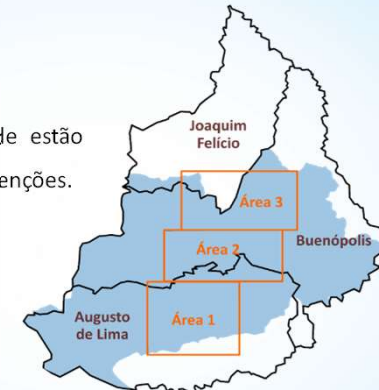 de estão
enções.
Joaquim
Felício
Área 3
Área 2
Buenópolis
Augusto
de Lima
Área 1